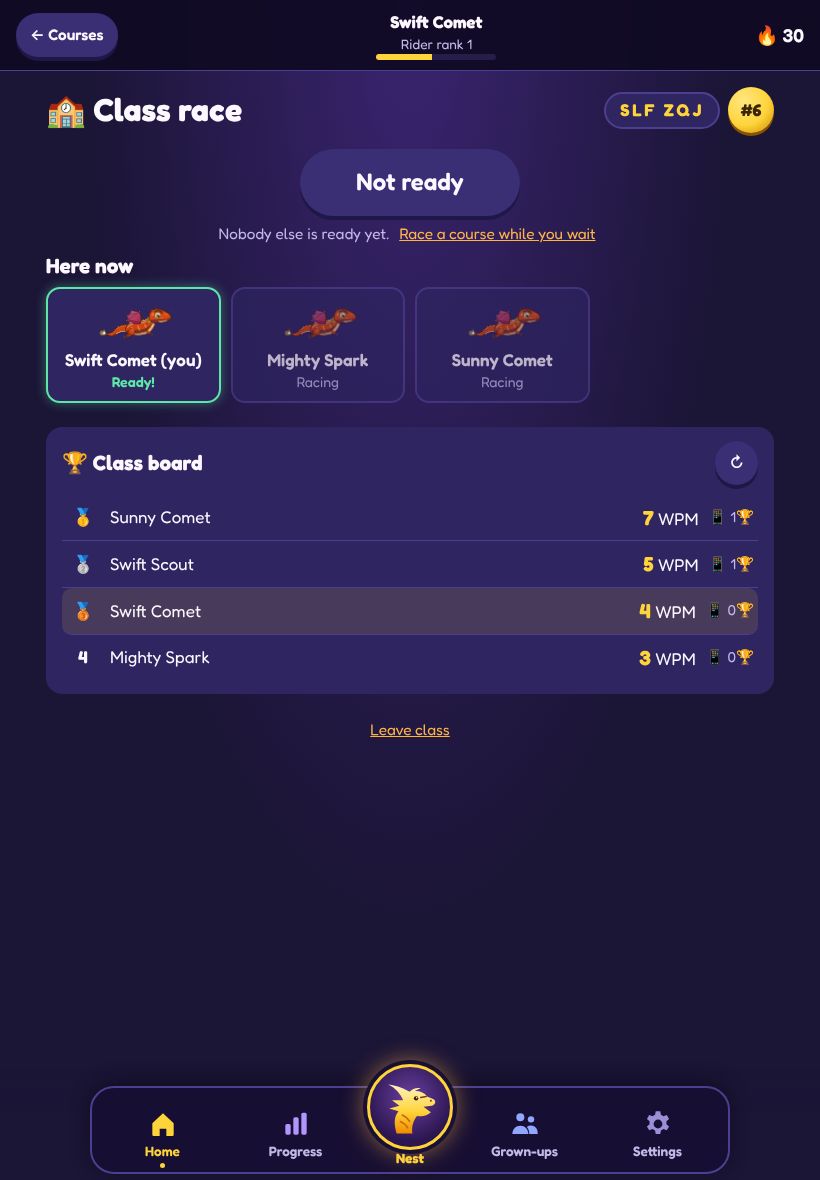 ← Courses
Swift Comet
Rider rank 1
30
Class race
SLF ZQJ
#6
Not ready
Nobody else is ready yet. Race a course while you wait
Here now
Swift Comet (you)
Ready!
Mighty Spark
Racing
Sunny Comet
Racing
Class board
Sunny Comet 7 WPM 1
Swift Scout 5 WPM 1
Swift Comet 4 WPM 0
4 Mighty Spark 3 WPM 0
Leave class
Home
Progress
Nest
Grown-ups
Settings